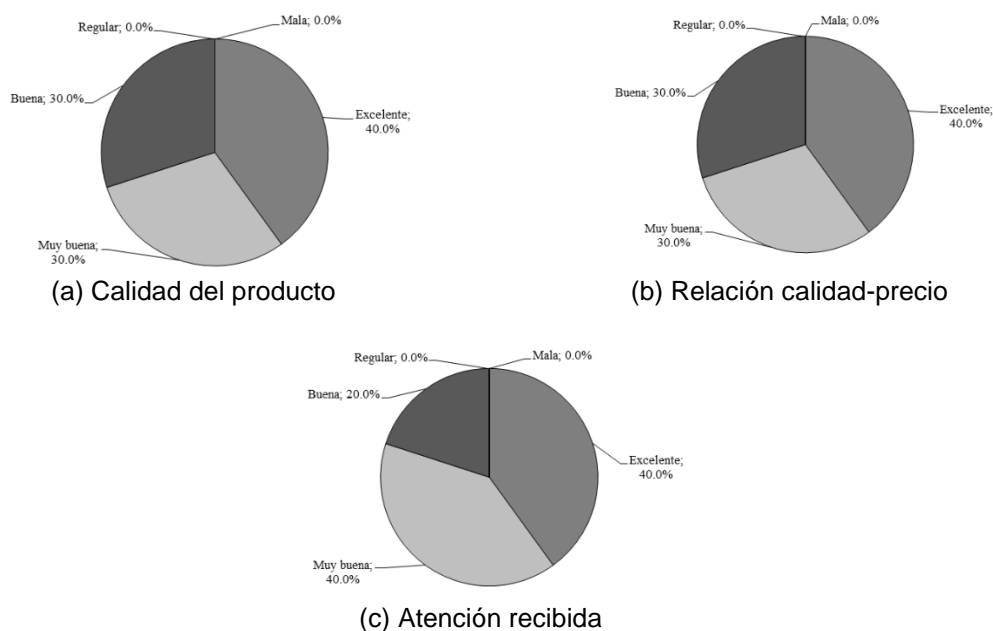 Regular; 0.0%
Mala; 0.0%
Buena; 30.0%
Excelente;
40.0%
Muy buena;
30.0%
(a) Calidad del producto
Regular; 0.0%
Mala; 0.0%
Buena; 30.0%
Excelente;
40.0%
Muy buena;
30.0%
(b) Relación calidad-precio
Regular; 0.0%
Mala; 0.0%
Buena; 20.0%
Excelente;
40.0%
Muy buena;
40.0%
(c) Atención recibida